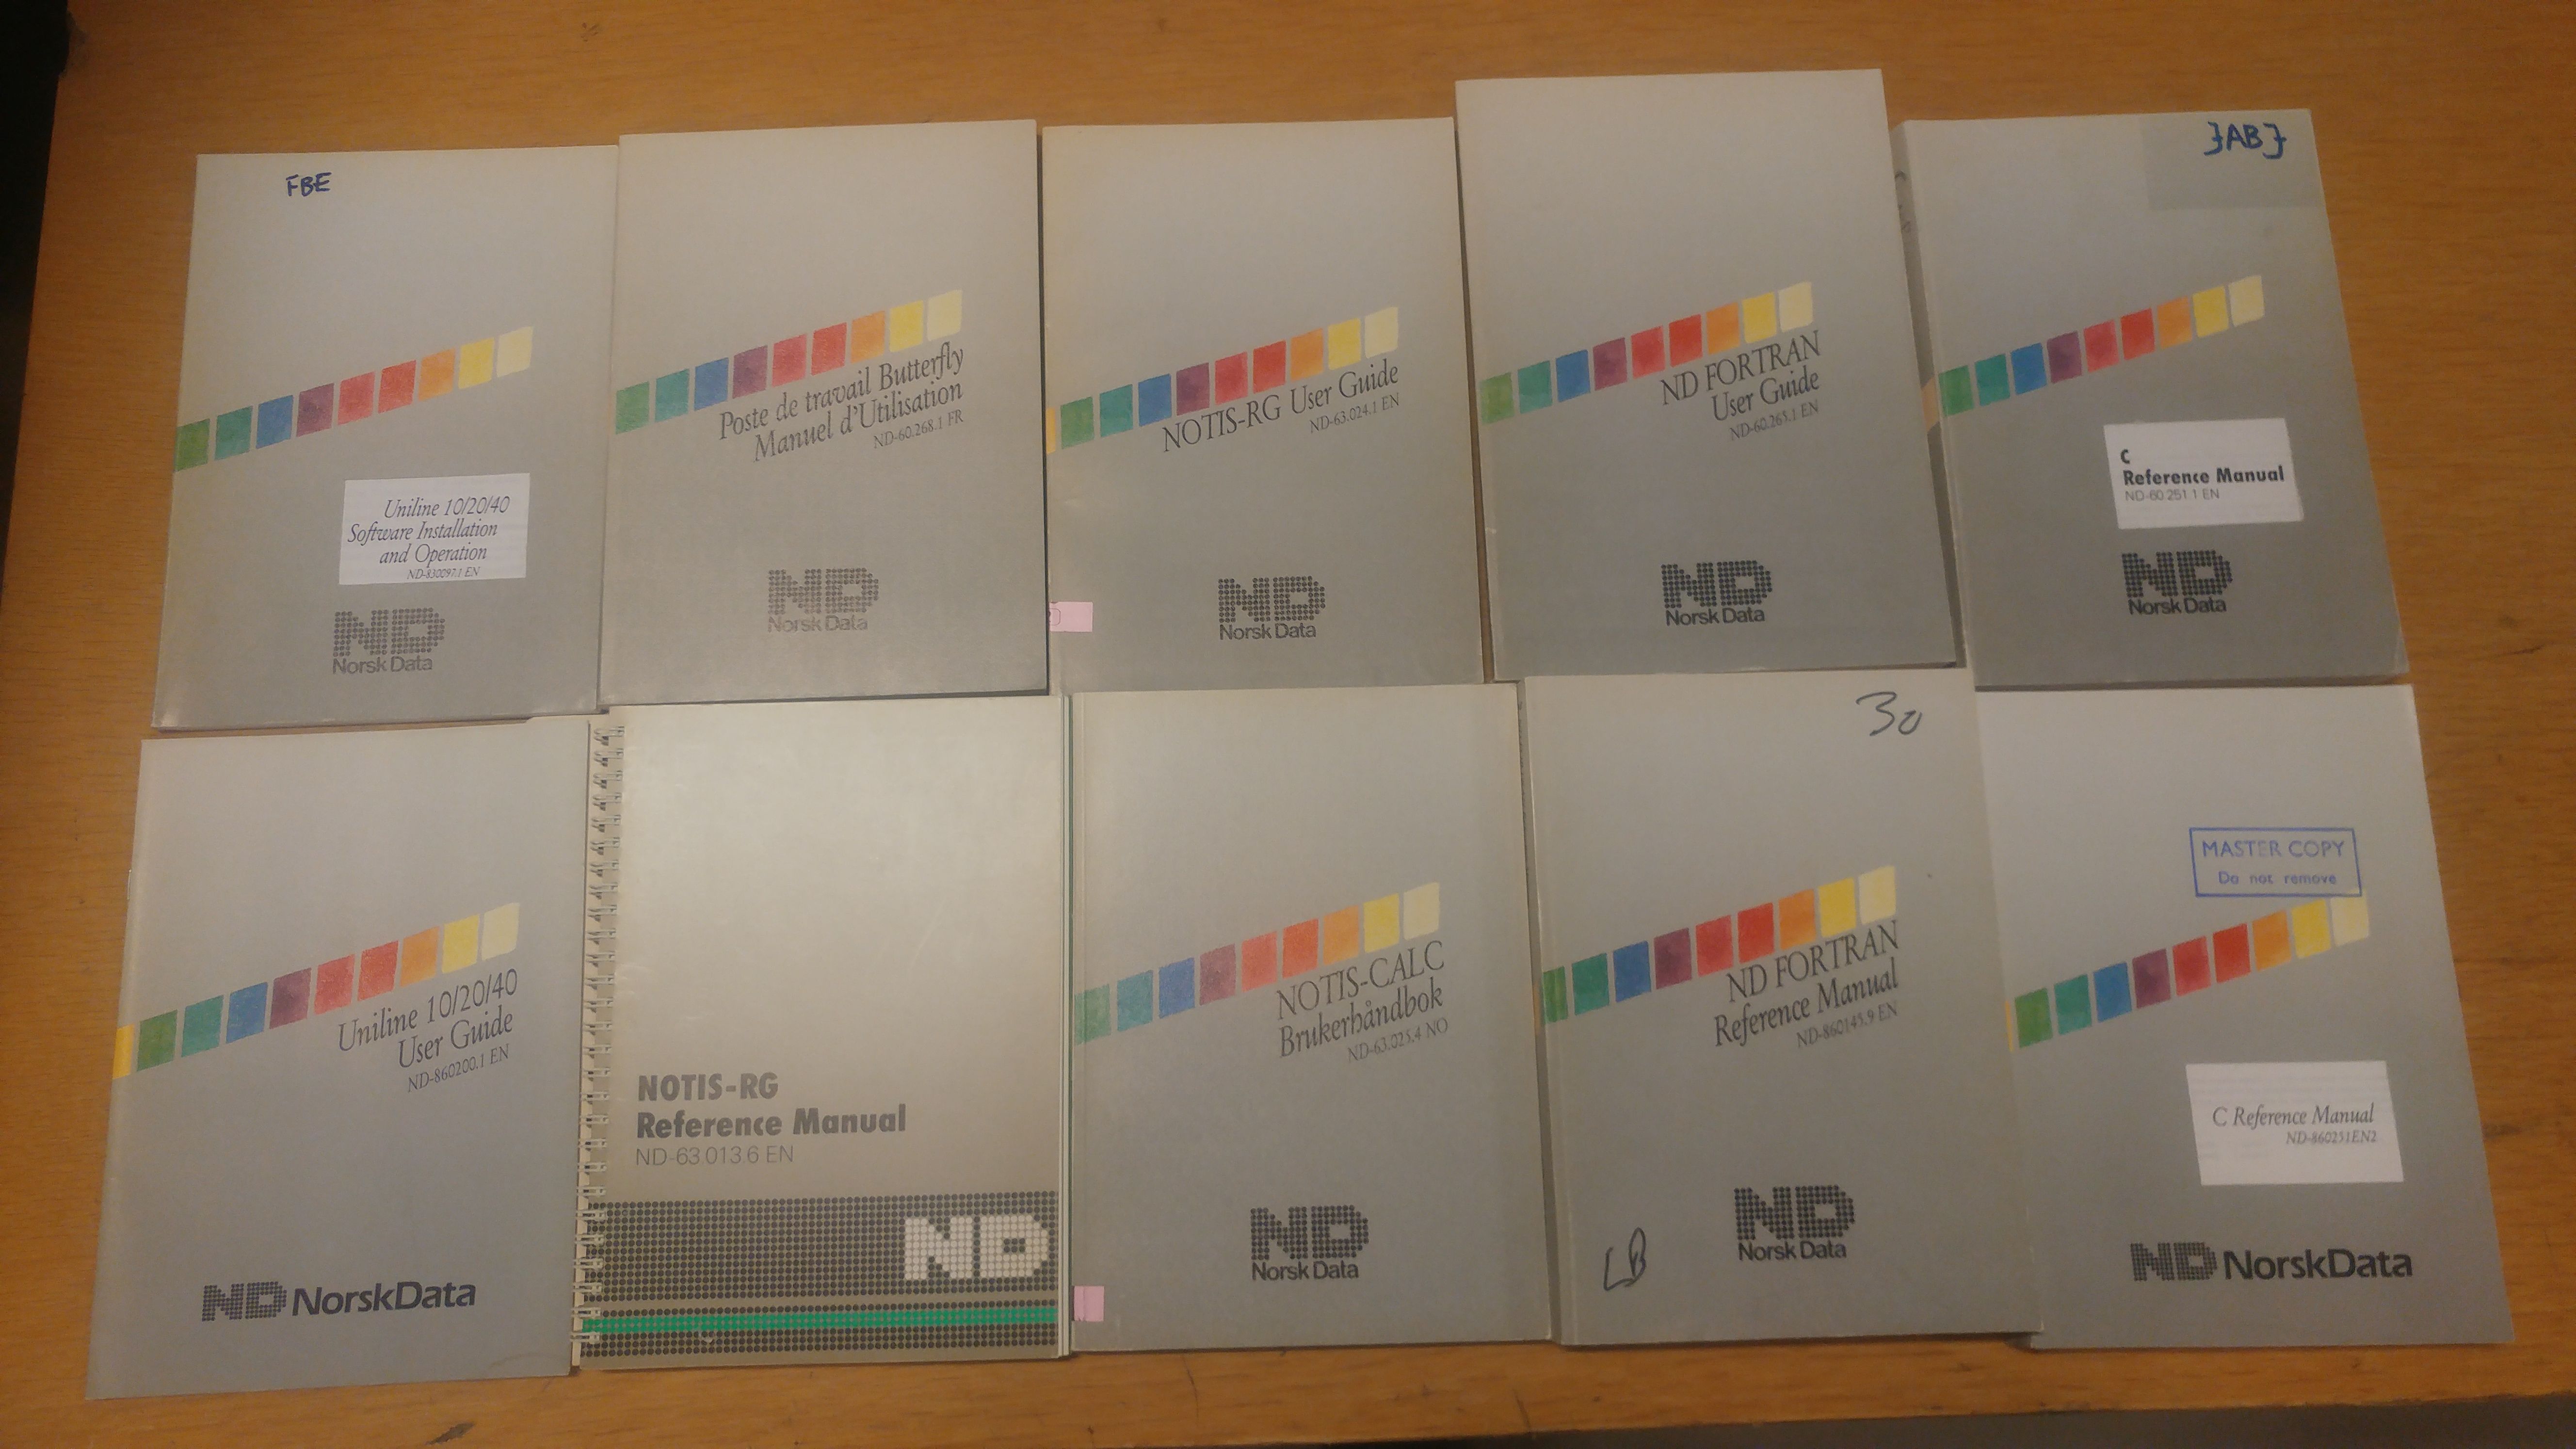 FBE
Uniline 10/20/40
Software Installation
and Operation
ND-830097.1 EN
ND
Norsk Data
Poste de travail Butterfly
Manuel d'Utilisation
ND-60.268.1 FR
ND
Norsk Data
NOTIS-RG User Guide
ND-63.024.1 EN
ND
Norsk Data
ND FORTRAN
User Guide
ND-60.265.1 EN
ND
Norsk Data
}AB}
C
Reference Manual
ND-60.251.1 EN
ND
Norsk Data
Uniline 10/20/40
User Guide
ND-860200.1 EN
ND NorskData
NOTIS-RG
Reference Manual
ND-63.013.6 EN
ND
NOTIS-CALC
Brukerhåndbok
ND-63.025.4 NO
ND
Norsk Data
30
ND FORTRAN
Reference Manual
ND-860145.9 EN
LB
ND
Norsk Data
MASTER COPY
Do not remove
C Reference Manual
ND-860251EN2
ND NorskData